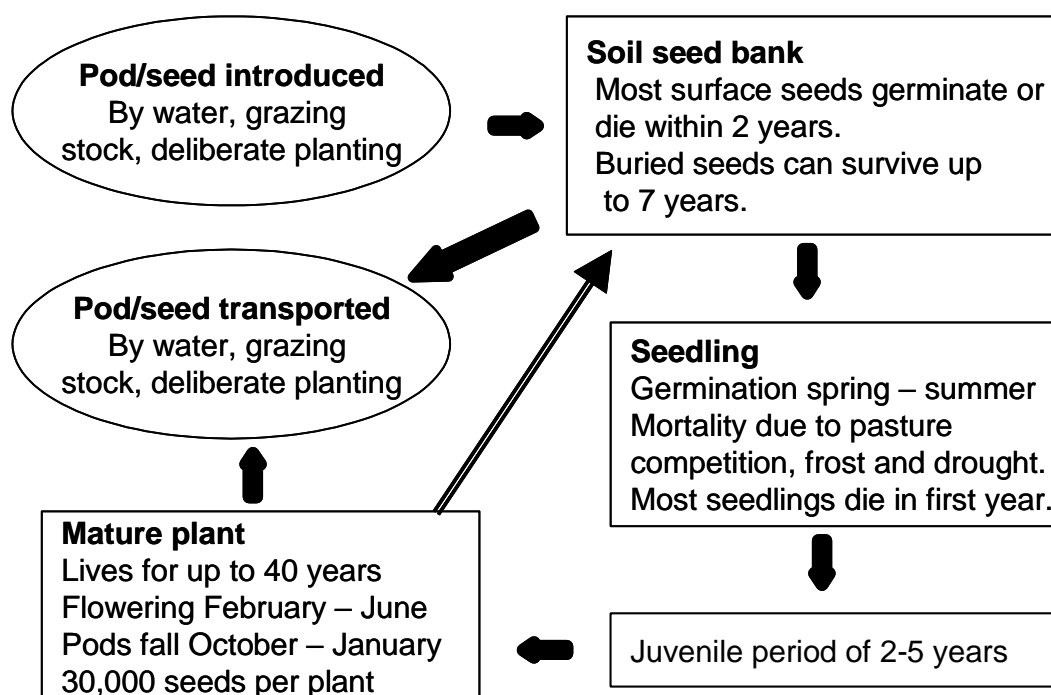 Pod/seed introduced
By water, grazing
stock, deliberate planting
Soil seed bank
Most surface seeds germinate or
die within 2 years.
Buried seeds can survive up
to 7 years.
Pod/seed transported
By water, grazing
stock, deliberate planting
Seedling
Germination spring – summer
Mortality due to pasture
competition, frost and drought.
Most seedlings die in first year.
Mature plant
Lives for up to 40 years
Flowering February – June
Pods fall October – January
30,000 seeds per plant
Juvenile period of 2-5 years